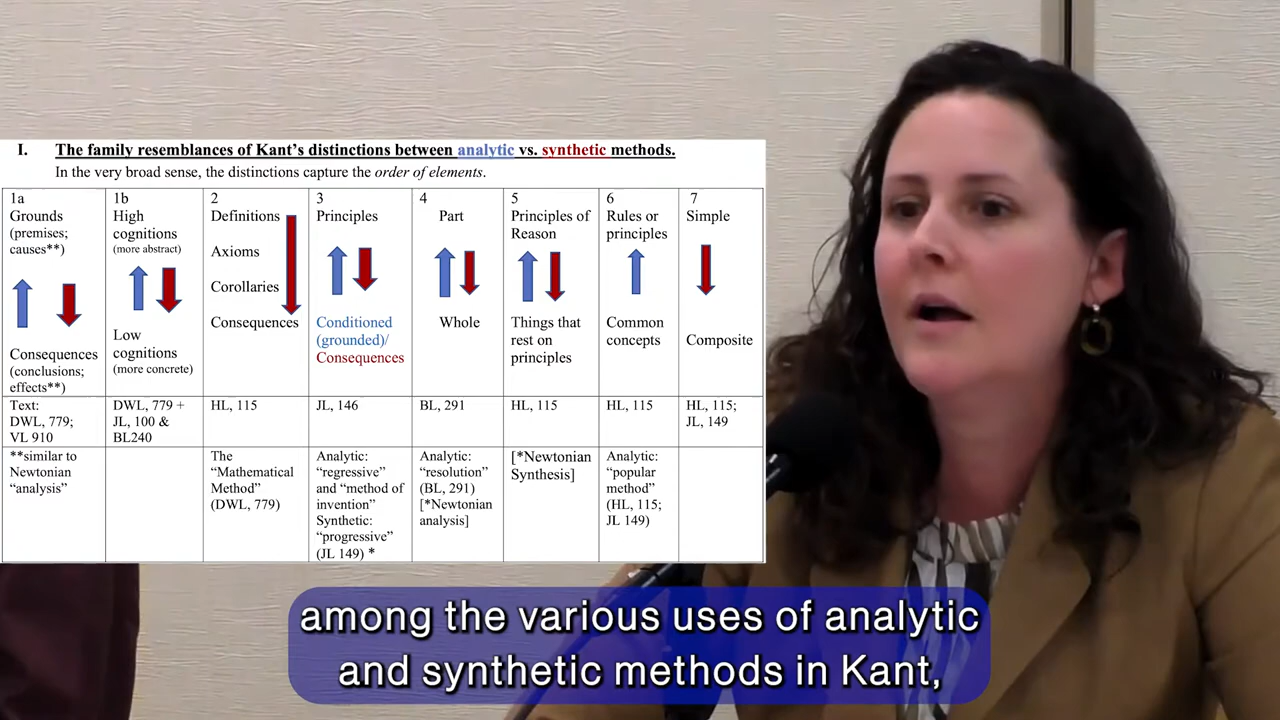 I. The family resemblances of Kant's distinctions between analytic vs. synthetic methods.
In the very broad sense, the distinctions capture the order of elements.
1a
Grounds
(premises;
causes**)
Consequences
(conclusions;
effects**)
1b
High
cognitions
(more abstract)
Low
cognitions
(more concrete)
2
Definitions
Axioms
Corollaries
Consequences
3
Principles
Conditioned
(grounded)/
Consequences
4
Part
Whole
5
Principles of
Reason
Things that
rest on
principles
6
Rules or
principles
Common
concepts
7
Simple
Composite
Text:
DWL, 779;
VL 910
DWL, 779 +
JL, 100 &
BL240
HL, 115
JL, 146
BL, 291
HL, 115
HL, 115
HL, 115;
JL, 149
**similar to
Newtonian
"analysis"
The
"Mathematical
Method"
(DWL, 779)
Analytic:
"regressive"
and "method of
invention"
Synthetic:
"progressive"
(JL 149) *
Analytic:
"resolution"
(BL, 291)
[*Newtonian
analysis]
[*Newtonian
Synthesis]
Analytic:
"popular
method"
(HL, 115;
JL 149)
among the various uses of analytic
and synthetic methods in Kant,